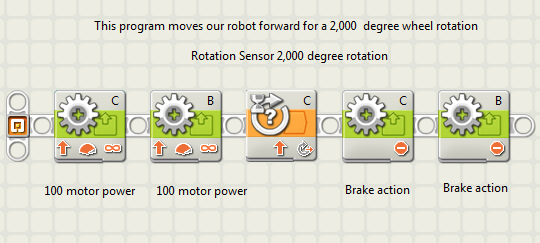 This program moves our robot forward for a 2,000 degree wheel rotation
Rotation Sensor 2,000 degree rotation
C B C C B
100 motor power 100 motor power Brake action Brake action